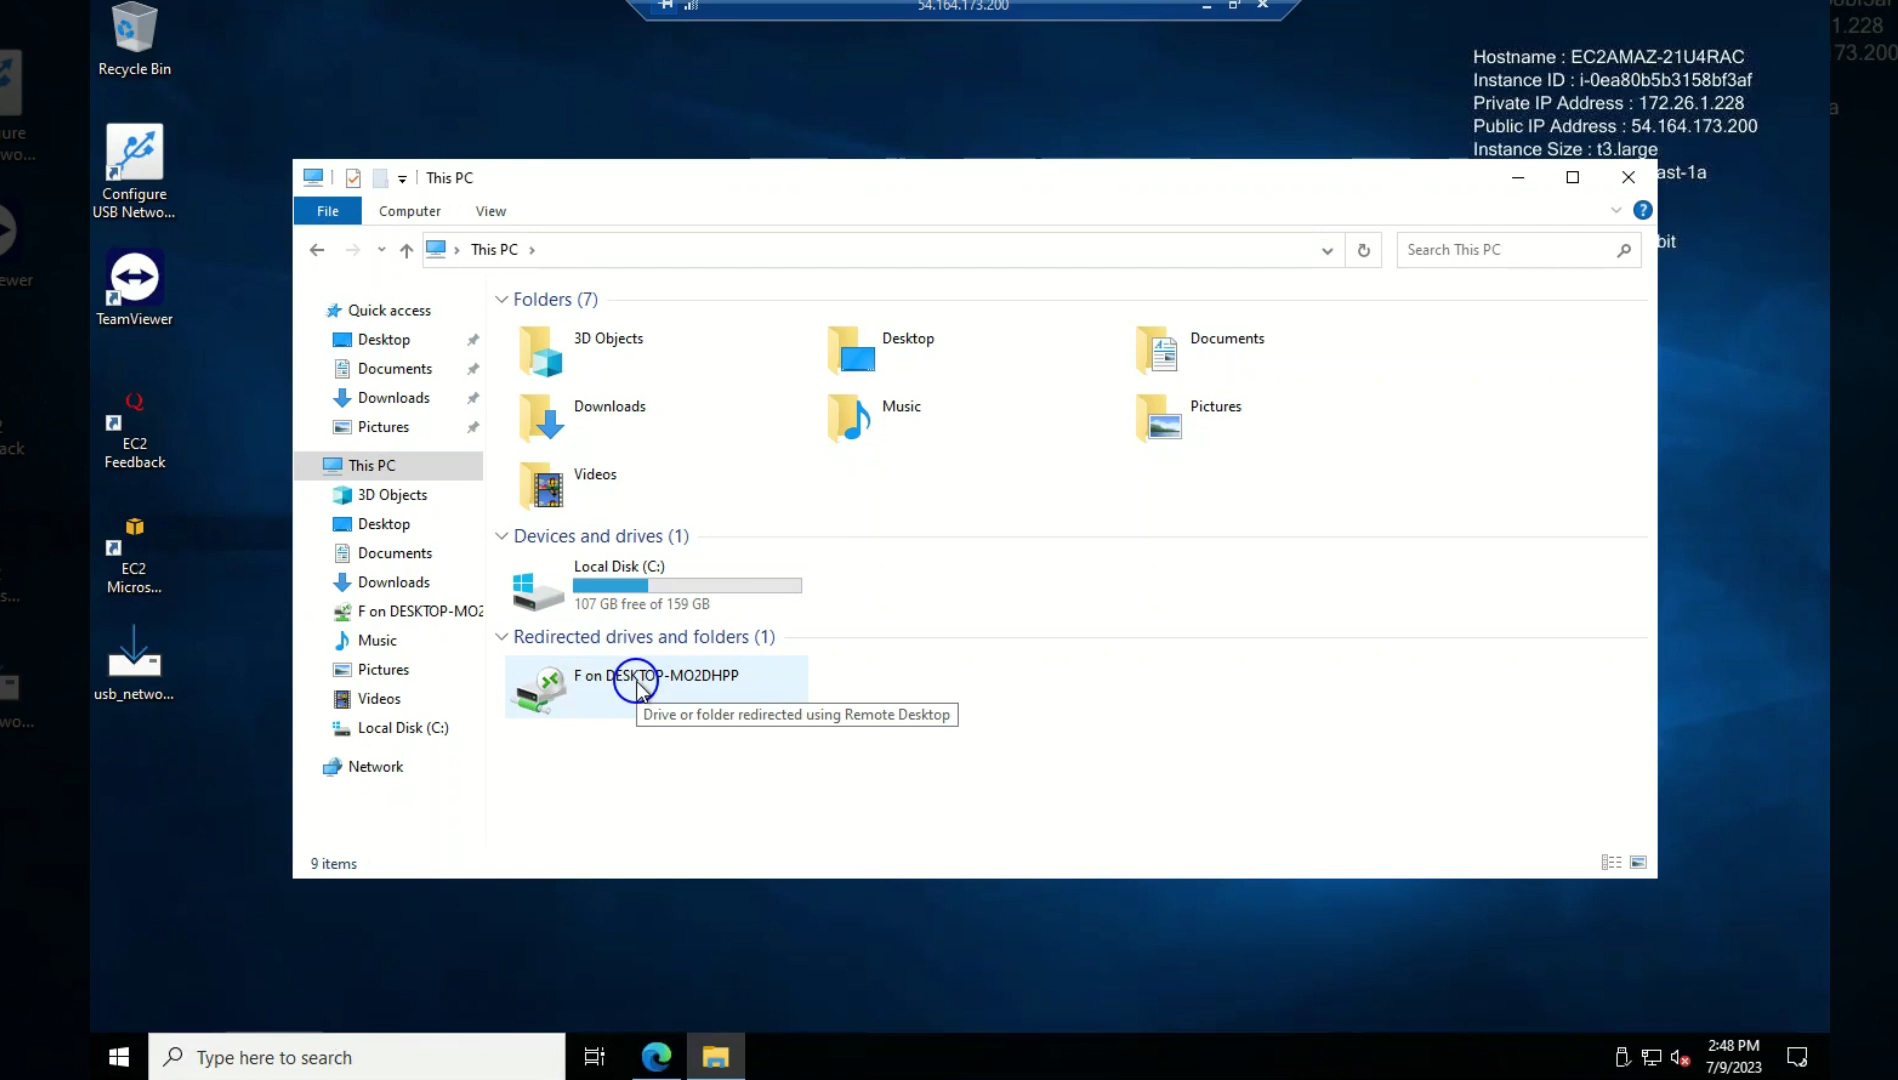 54.164.173.200
Recycle Bin
Configure
USB Netwo...
TeamViewer
EC2
Feedback
EC2
Micros...
usb_netwo...
Hostname : EC2AMAZ-21U4RAC
Instance ID : i-0ea80b5b3158bf3af
Private IP Address : 172.26.1.228
Public IP Address : 54.164.173.200
Instance Size : t3.large
ast-1a
bit
This PC
File
Computer
View
This PC
Search This PC
Quick access
Desktop
Documents
Downloads
Pictures
This PC
3D Objects
Desktop
Documents
Downloads
F on DESKTOP-MO2
Music
Pictures
Videos
Local Disk (C:)
Network
Folders (7)
3D Objects
Desktop
Documents
Downloads
Music
Pictures
Videos
Devices and drives (1)
Local Disk (C:)
107 GB free of 159 GB
Redirected drives and folders (1)
F on DESKTOP-MO2DHPP
Drive or folder redirected using Remote Desktop
9 items
Type here to search
2:48 PM
7/9/2023